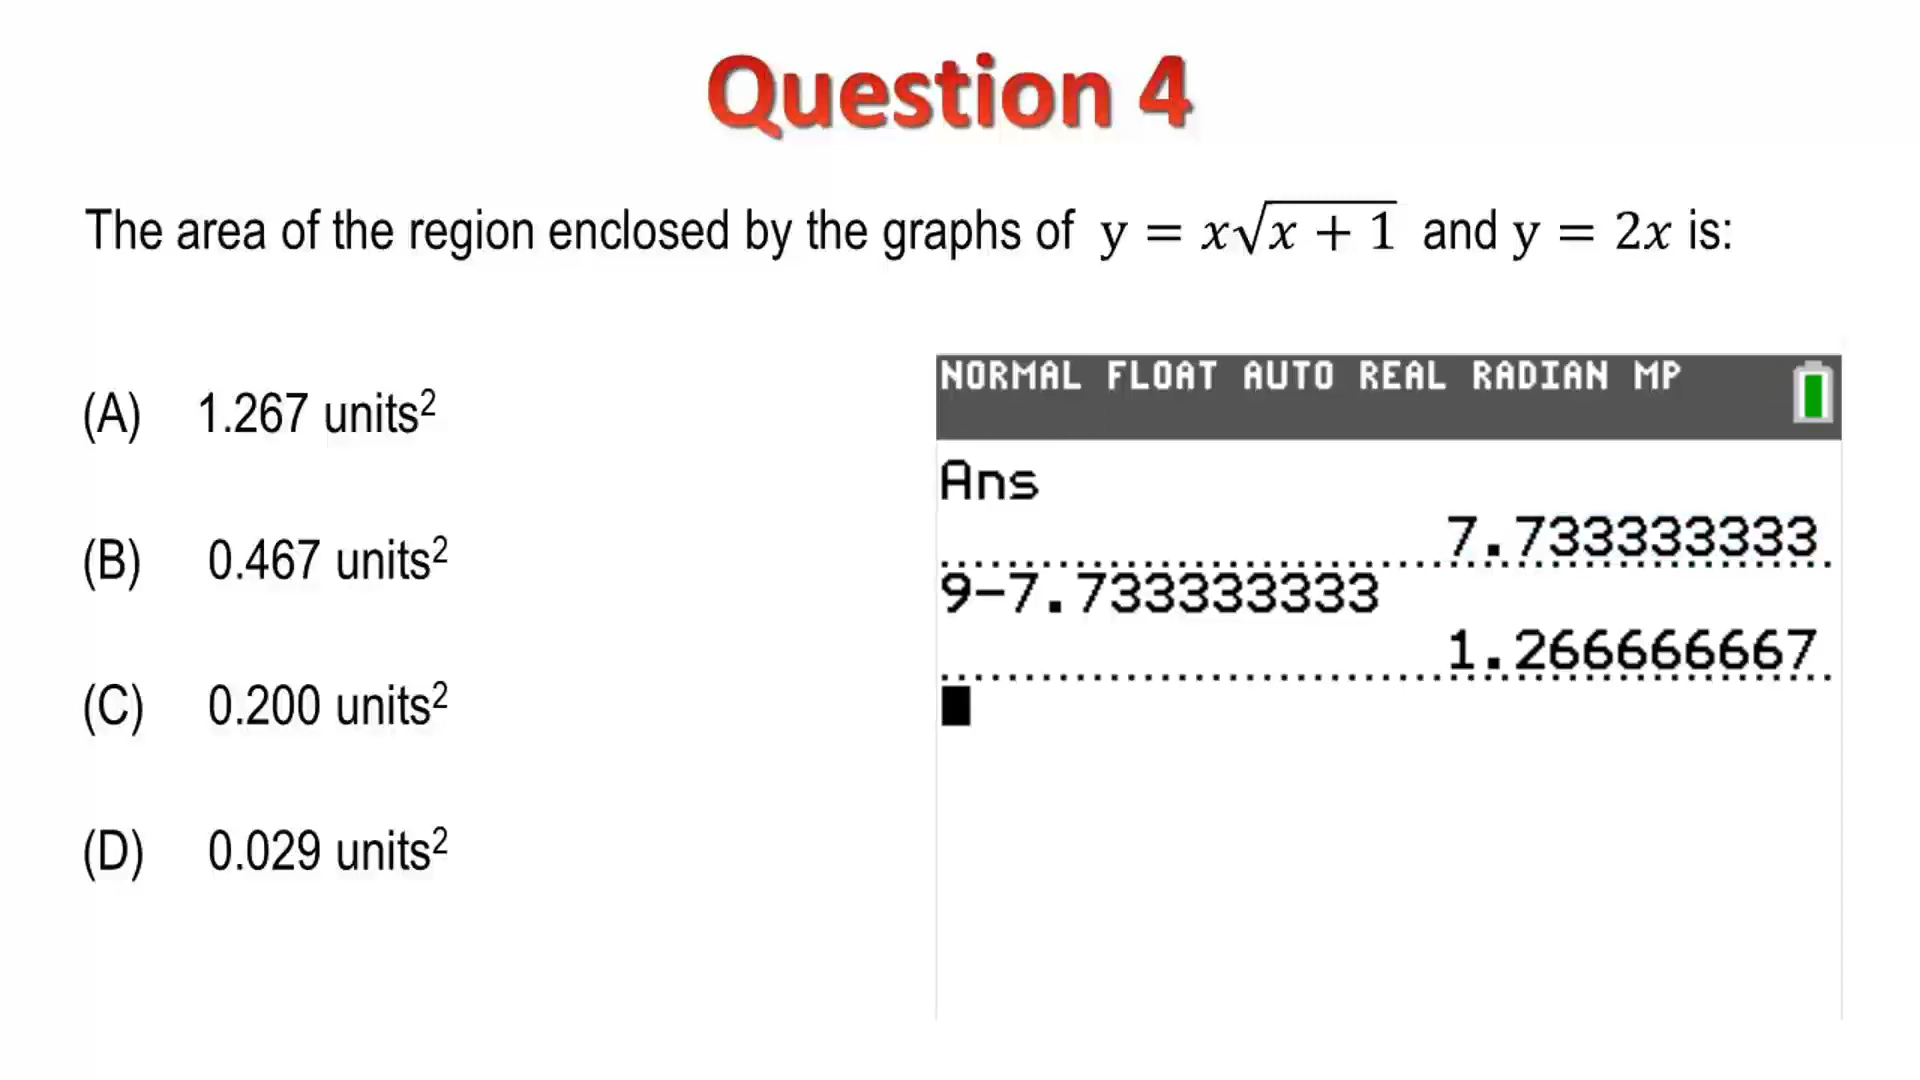 Question 4
The area of the region enclosed by the graphs of y = x√x + 1 and y = 2x is:
(A) 1.267 units²
(B) 0.467 units²
(C) 0.200 units²
(D) 0.029 units²
NORMAL FLOAT AUTO REAL RADIAN MP
Ans
7.733333333
9-7.733333333
1.266666667